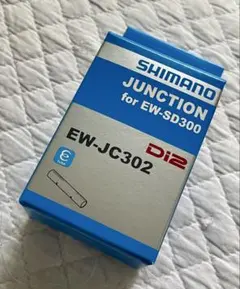 SHIMANO
JUNCTION
for EW-SD300
Di2
EW-JC302